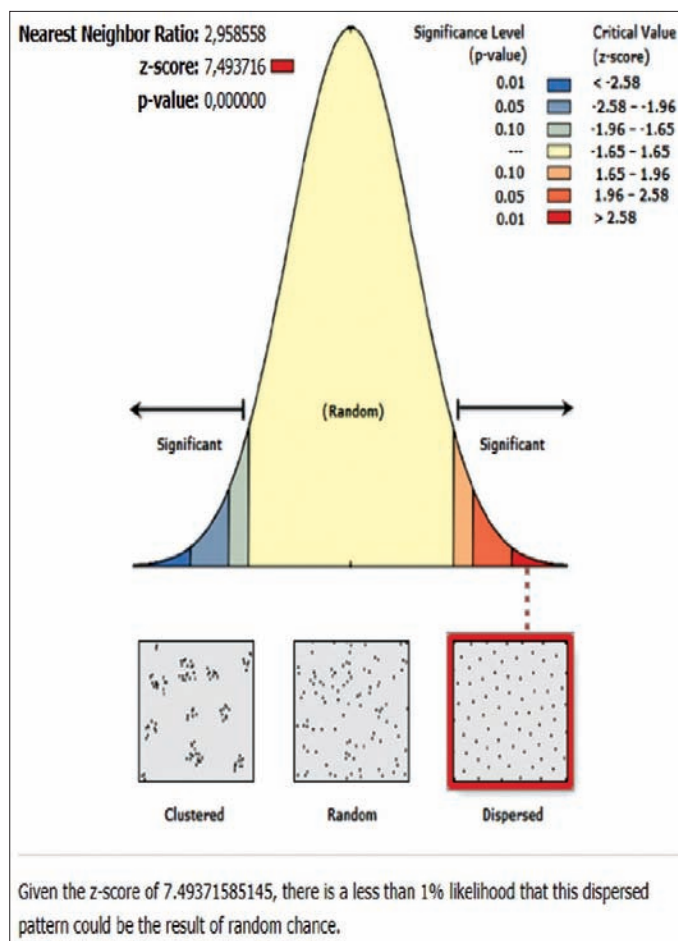 Nearest Neighbor Ratio: 2,958558
z-score: 7,493716
p-value: 0,000000
Significance Level
(p-value)
Critical Value
(z-score)
0.01 < -2.58
0.05 -2.58 – -1.96
0.10 -1.96 – -1.65
--- -1.65 – 1.65
0.10 1.65 – 1.96
0.05 1.96 – 2.58
0.01 > 2.58
(Random)
Significant
Significant
Clustered
Random
Dispersed
Given the z-score of 7.49371585145, there is a less than 1% likelihood that this dispersed
pattern could be the result of random chance.